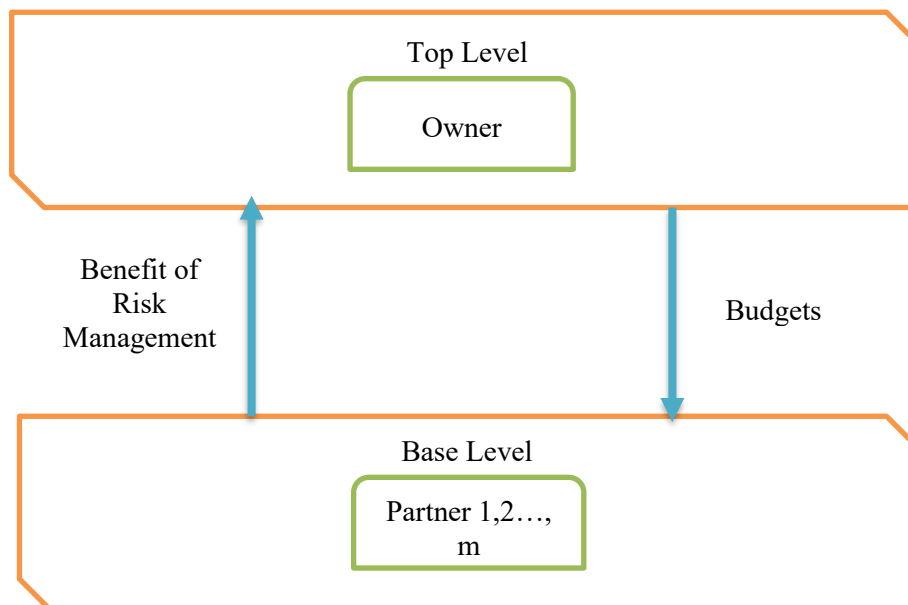 Top Level
Owner
Benefit of
Risk
Management
Budgets
Base Level
Partner 1,2…,
m